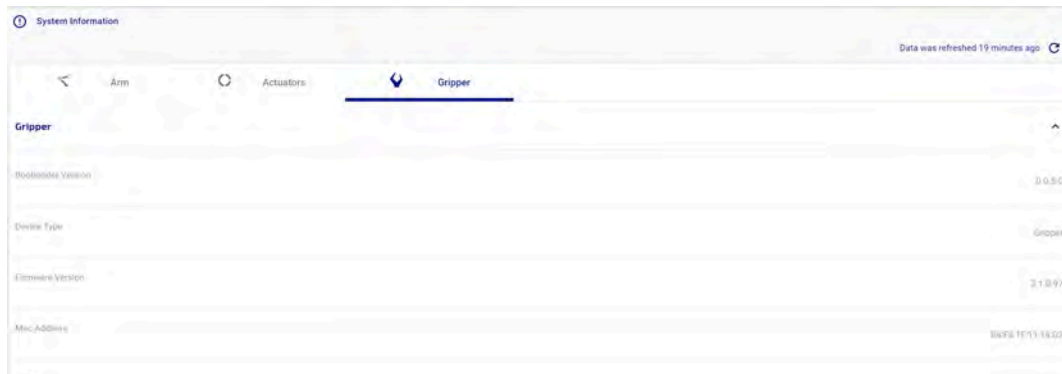 System Information
Data was refreshed 19 minutes ago
Arm
Actuators
Gripper
Gripper
Bootloader Version
Device Type
Gripper
Firmware Version
Mac Address